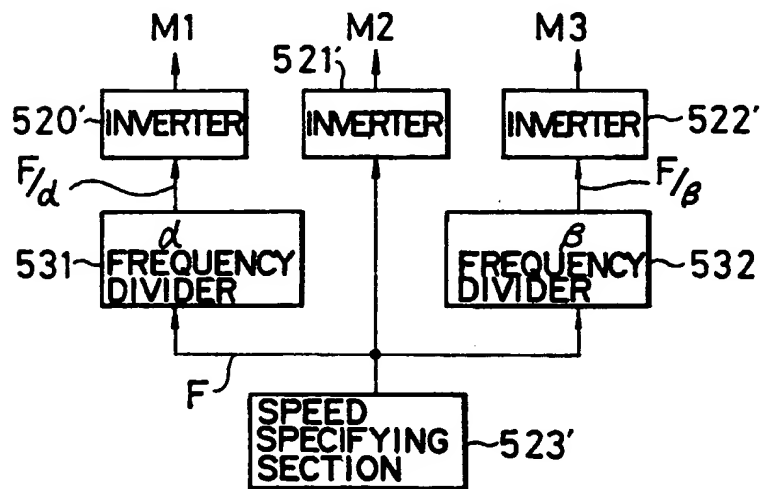 M1 M2 M3
520' INVERTER 521' INVERTER INVERTER 522'
F/α F/β
531 α FREQUENCY DIVIDER
β FREQUENCY DIVIDER 532
F
SPEED
SPECIFYING
SECTION
523'